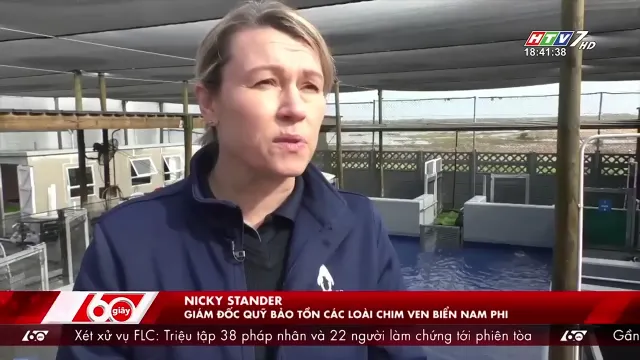 HTV7 HD
18:41:38
NICKY STANDER
GIÁM ĐỐC QUỸ BẢO TỒN CÁC LOÀI CHIM VEN BIỂN NAM PHI
60 giây
60 Xét xử vụ FLC: Triệu tập 38 pháp nhân và 22 người làm chứng tới phiên tòa 60 Gần